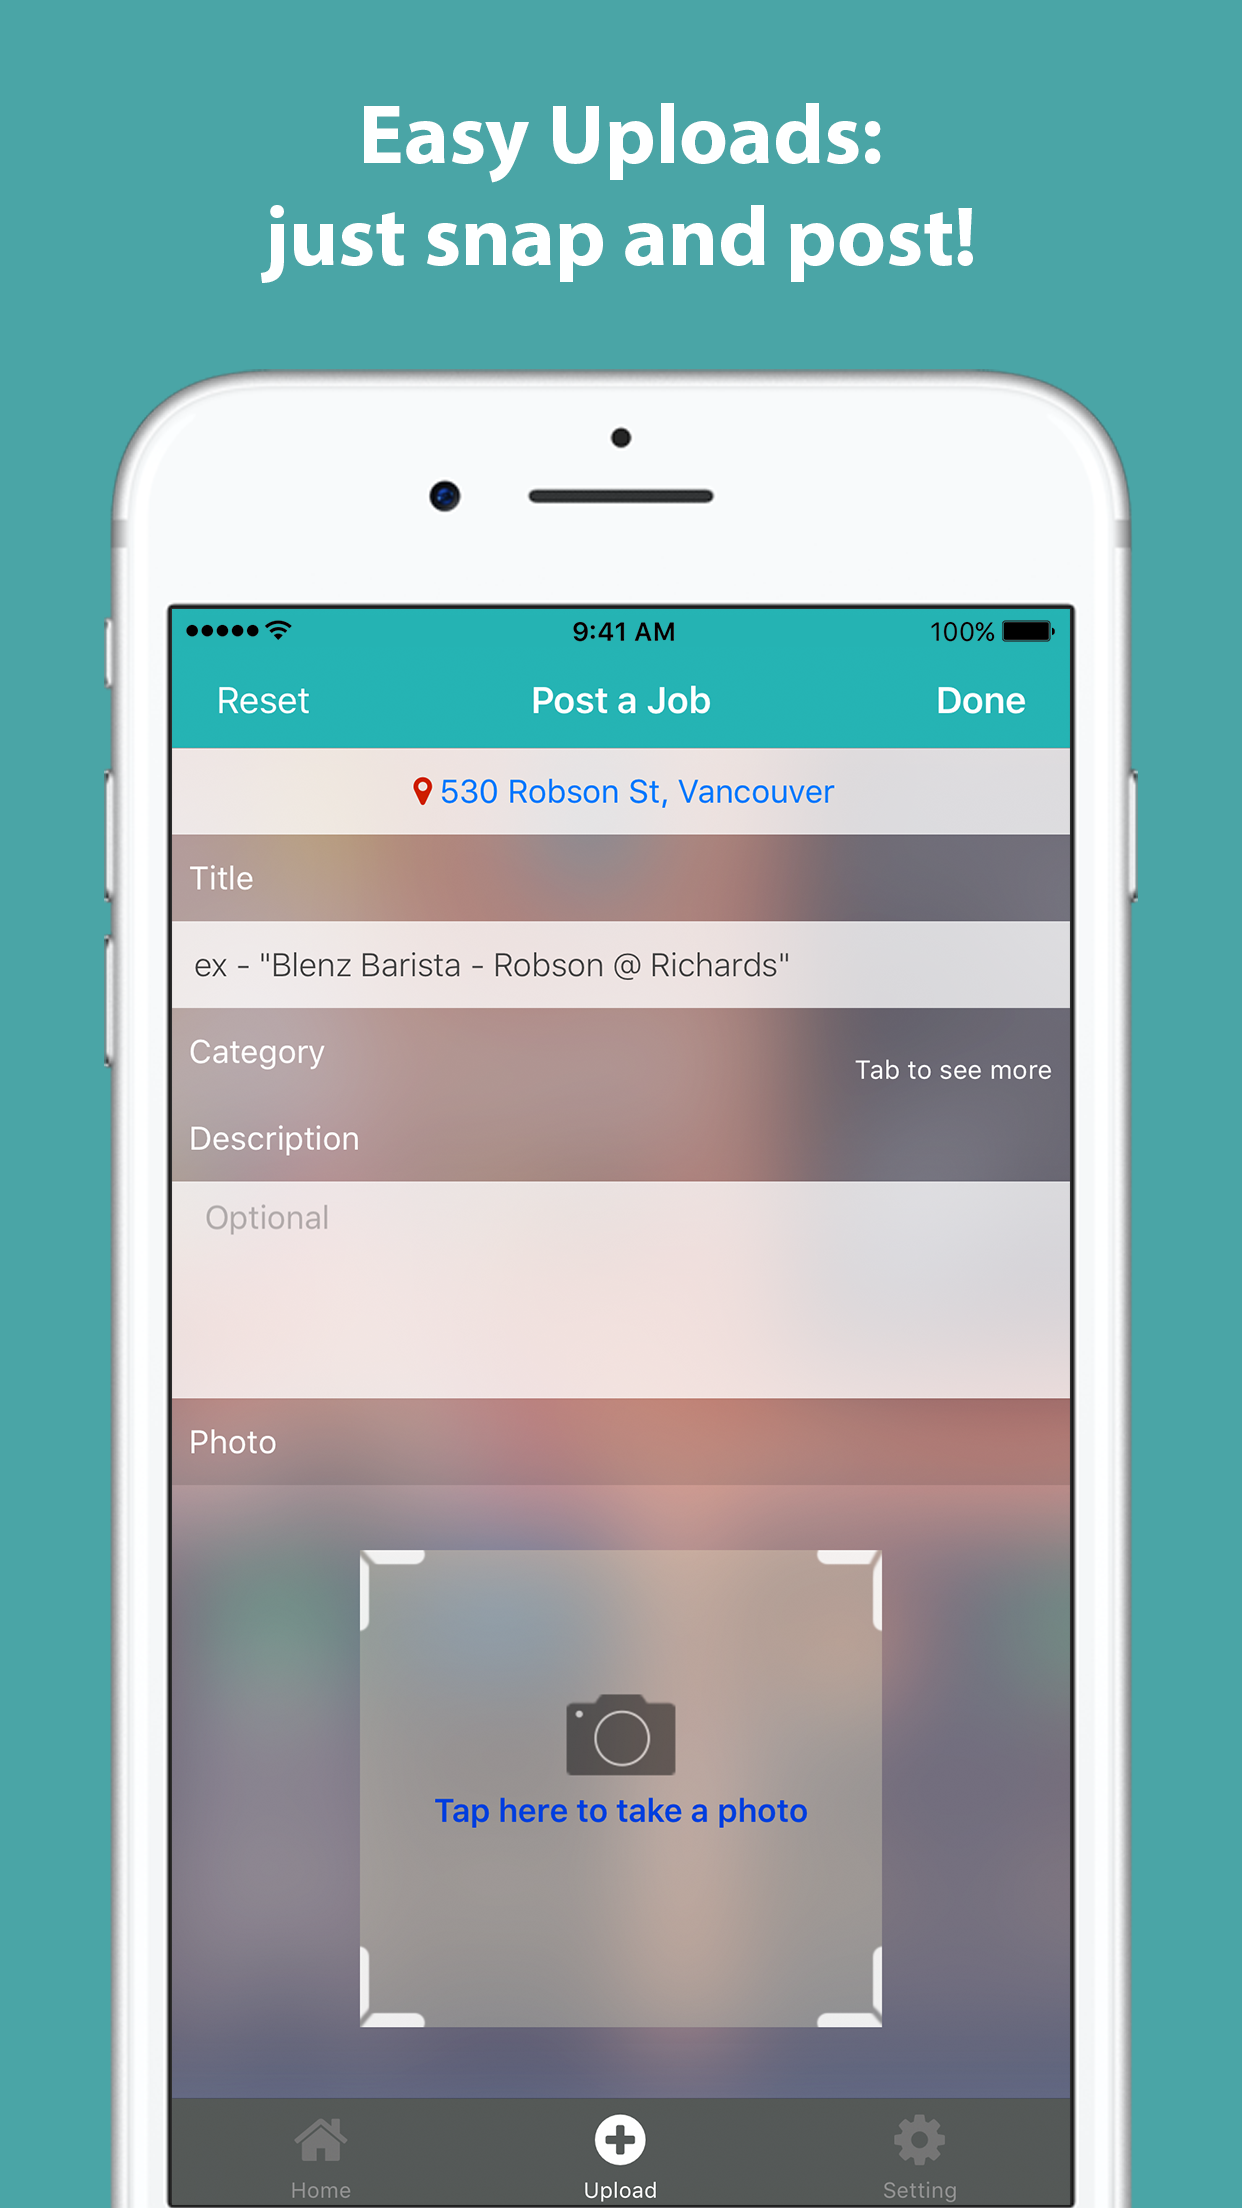 Easy Uploads:
just snap and post!
9:41 AM
100%
Reset
Post a Job
Done
530 Robson St, Vancouver
Title
ex - "Blenz Barista - Robson @ Richards"
Category
Tab to see more
Description
Optional
Photo
Tap here to take a photo
Home
Upload
Setting